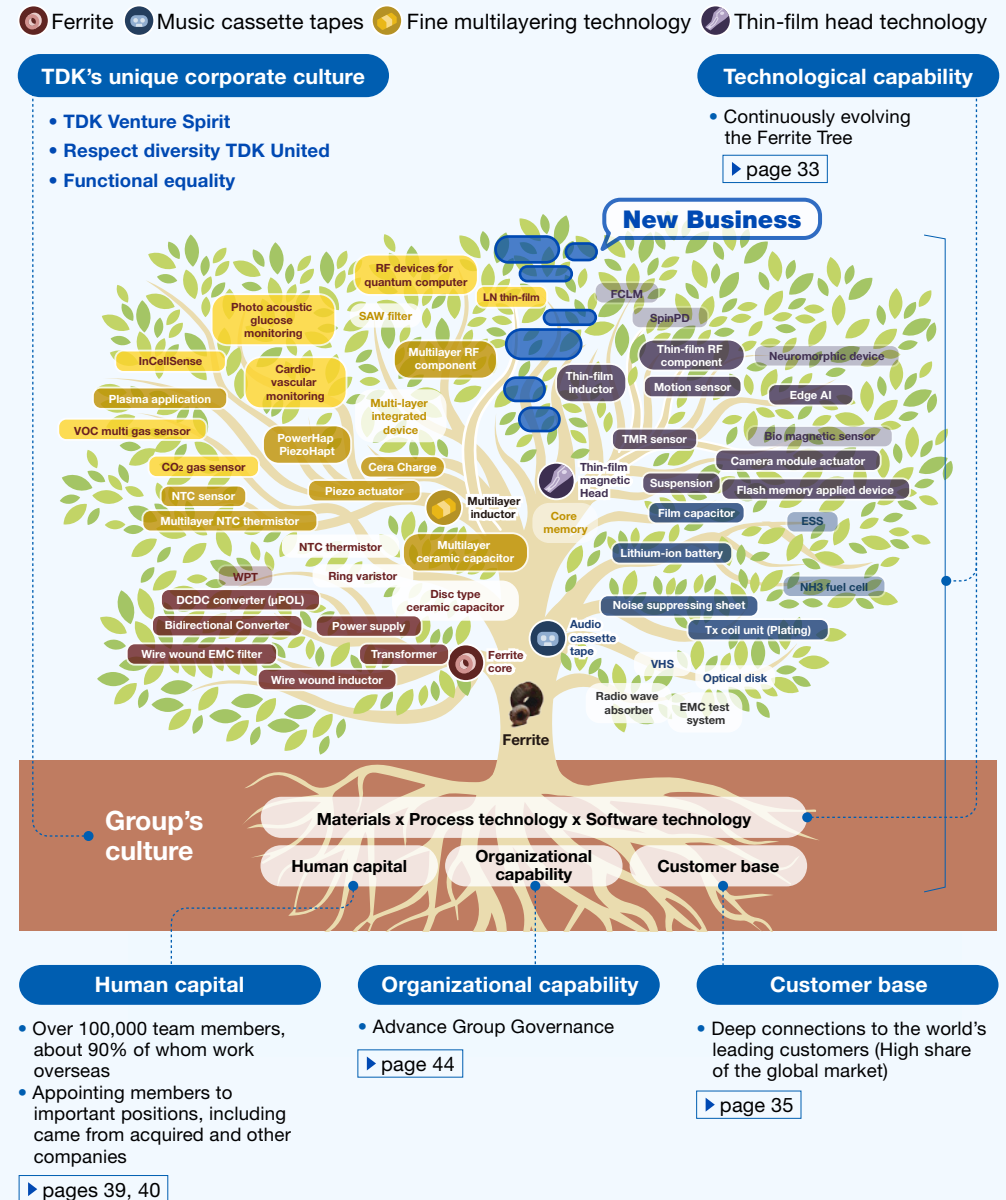 Ferrite
Music cassette tapes
Fine multilayering technology
Thin-film head technology
TDK's unique corporate culture
• TDK Venture Spirit
• Respect diversity TDK United
• Functional equality
Technological capability
• Continuously evolving
the Ferrite Tree
page 33
New Business
RF devices for
quantum computer
LN thin-film
FCLM
Photo acoustic
glucose
monitoring
SAW filter
SpinPD
InCellSense
Cardio-
vascular
monitoring
Multilayer RF
component
Thin-film
inductor
Thin-film RF
component
Neuromorphic device
Motion sensor
Edge AI
Plasma application
Multi-layer
integrated
device
VOC multi gas sensor
PowerHap
PiezoHapt
TMR sensor
Bio magnetic sensor
CO₂ gas sensor
Cera Charge
Camera module actuator
Thin-film
magnetic
Head
Suspension
Flash memory applied device
NTC sensor
Piezo actuator
Multilayer
inductor
Core
memory
Film capacitor
ESS
Multilayer NTC thermistor
NTC thermistor
Multilayer
ceramic capacitor
Lithium-ion battery
WPT
Ring varistor
NH3 fuel cell
DCDC converter (μPOL)
Disc type
ceramic capacitor
Noise suppressing sheet
Bidirectional Converter
Power supply
Audio
cassette
tape
Tx coil unit (Plating)
Wire wound EMC filter
Transformer
Ferrite
core
VHS
Optical disk
Wire wound inductor
Radio wave
absorber
EMC test
system
Ferrite
Group's
culture
Materials x Process technology x Software technology
Human capital
Organizational
capability
Customer base
Human capital
• Over 100,000 team members,
about 90% of whom work
overseas
• Appointing members to
important positions, including
came from acquired and other
companies
pages 39, 40
Organizational capability
• Advance Group Governance
page 44
Customer base
• Deep connections to the world's
leading customers (High share
of the global market)
page 35